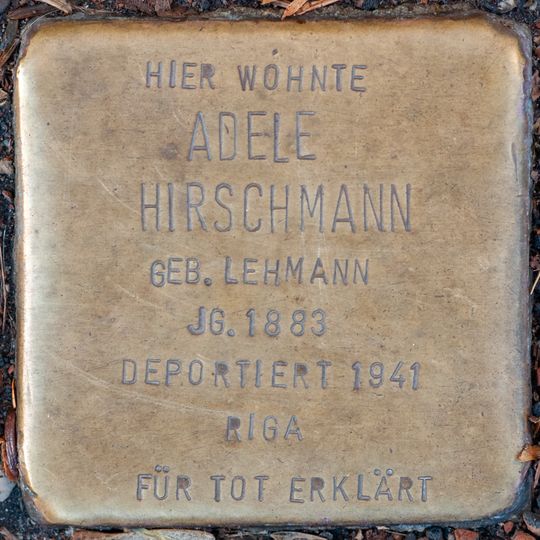 HIER WOHNTE
ADELE
HIRSCHMANN
GEB. LEHMANN
JG. 1883
DEPORTIERT 1941
RIGA
FÜR TOT ERKLÄRT